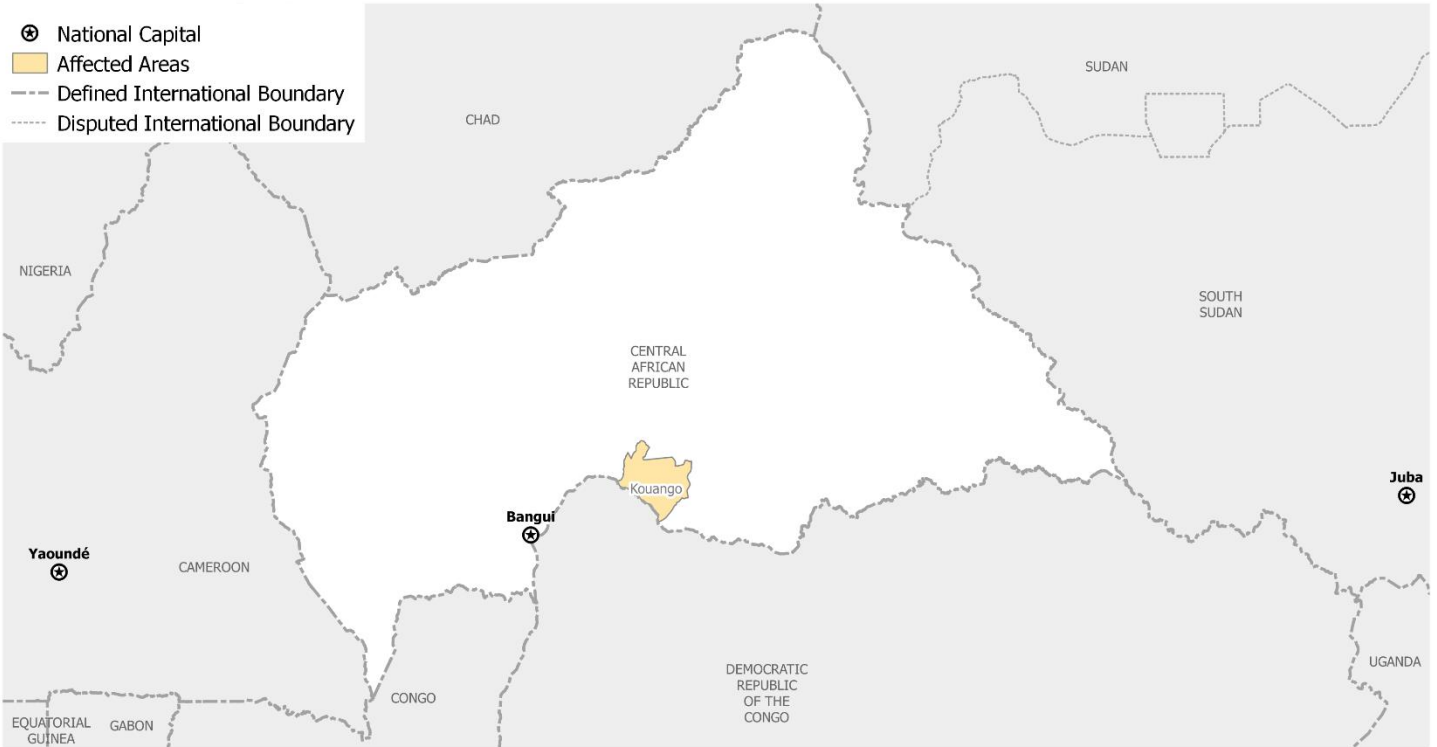 National Capital
Affected Areas
Defined International Boundary
Disputed International Boundary
SUDAN
CHAD
NIGERIA
SOUTH
SUDAN
CENTRAL
AFRICAN
REPUBLIC
Kouango
Juba
Bangui
Yaoundé
CAMEROON
UGANDA
DEMOCRATIC
REPUBLIC
OF THE
CONGO
CONGO
EQUATORIAL
GUINEA
GABON